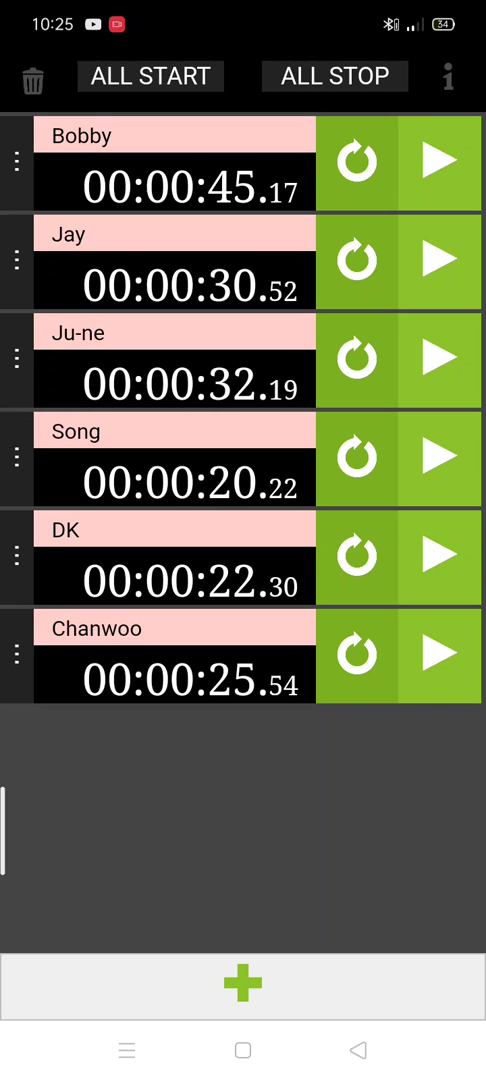 10:25
34
ALL START ALL STOP
Bobby
00:00:45.17
Jay
00:00:30.52
Ju-ne
00:00:32.19
Song
00:00:20.22
DK
00:00:22.30
Chanwoo
00:00:25.54